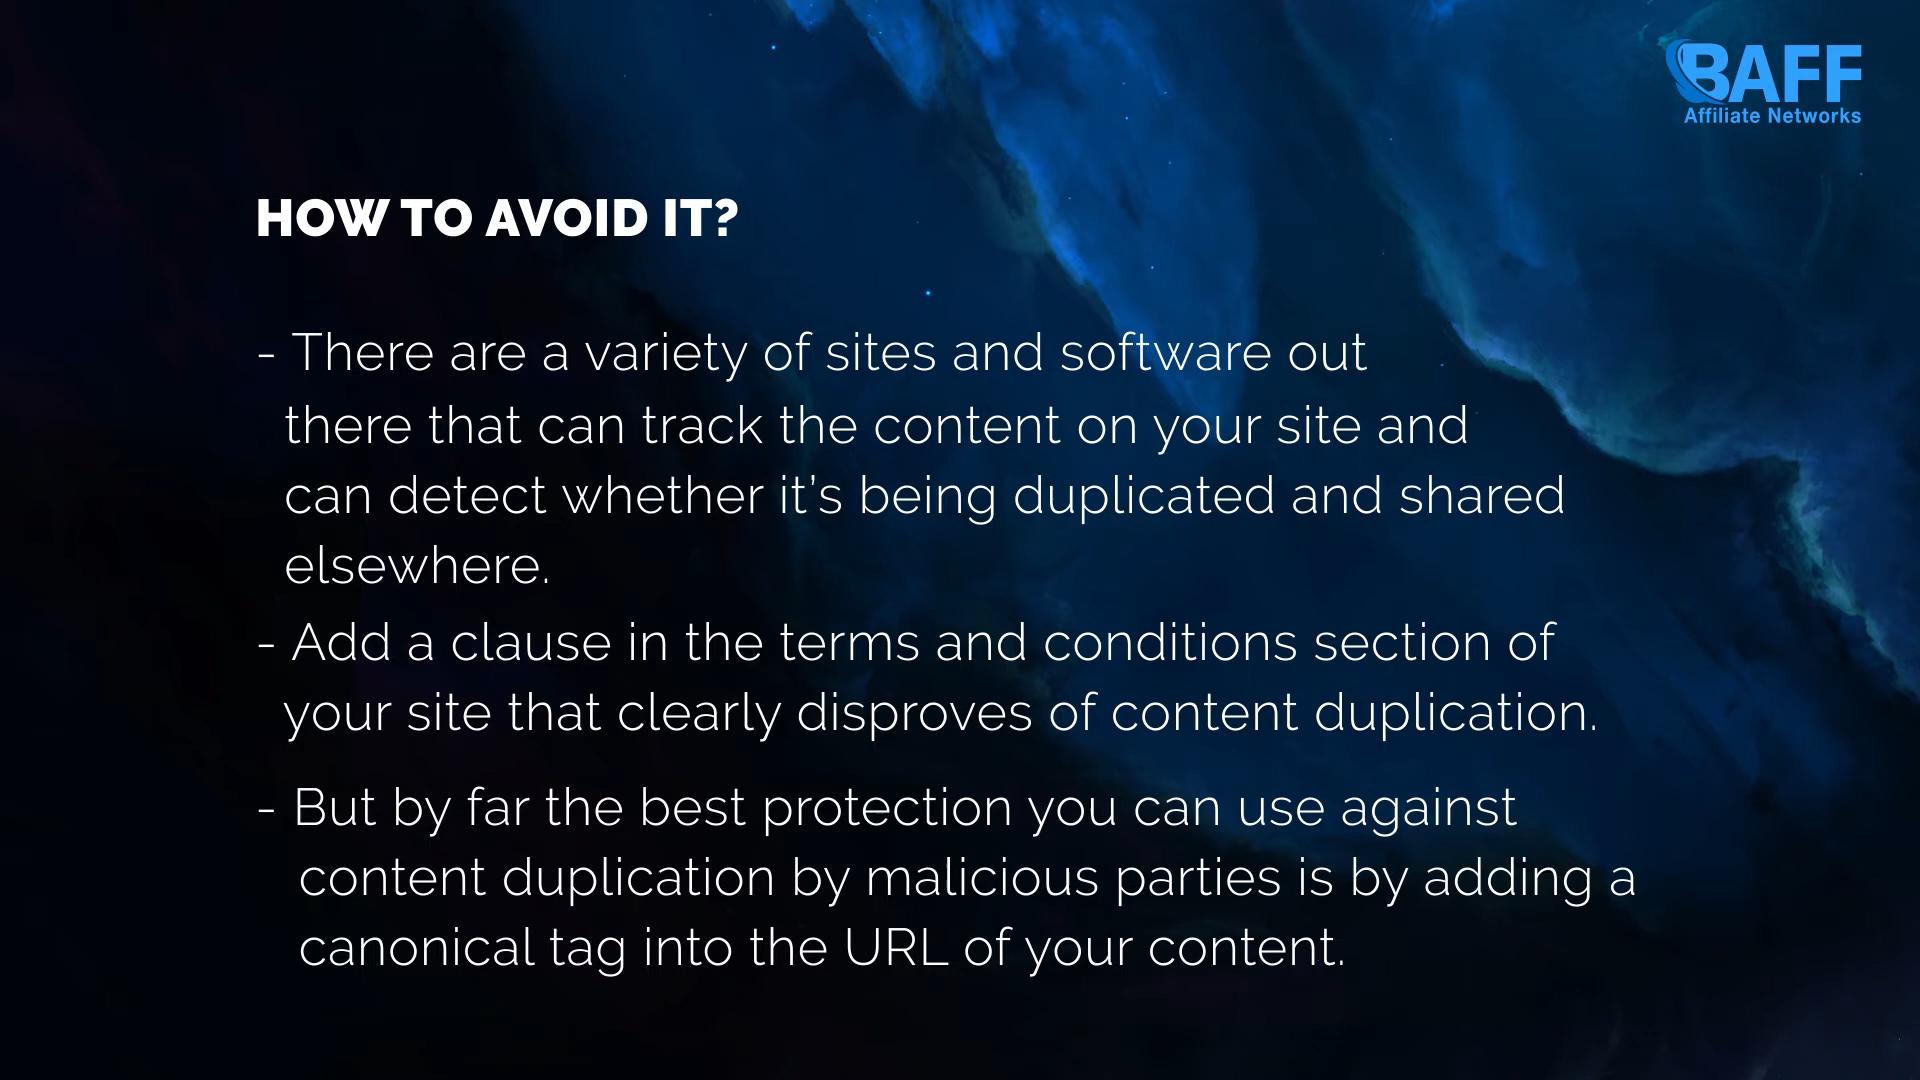 BAFF
Affiliate Networks
HOW TO AVOID IT?
- There are a variety of sites and software out
there that can track the content on your site and
can detect whether it's being duplicated and shared
elsewhere.
- Add a clause in the terms and conditions section of
your site that clearly disproves of content duplication.
- But by far the best protection you can use against
content duplication by malicious parties is by adding a
canonical tag into the URL of your content.